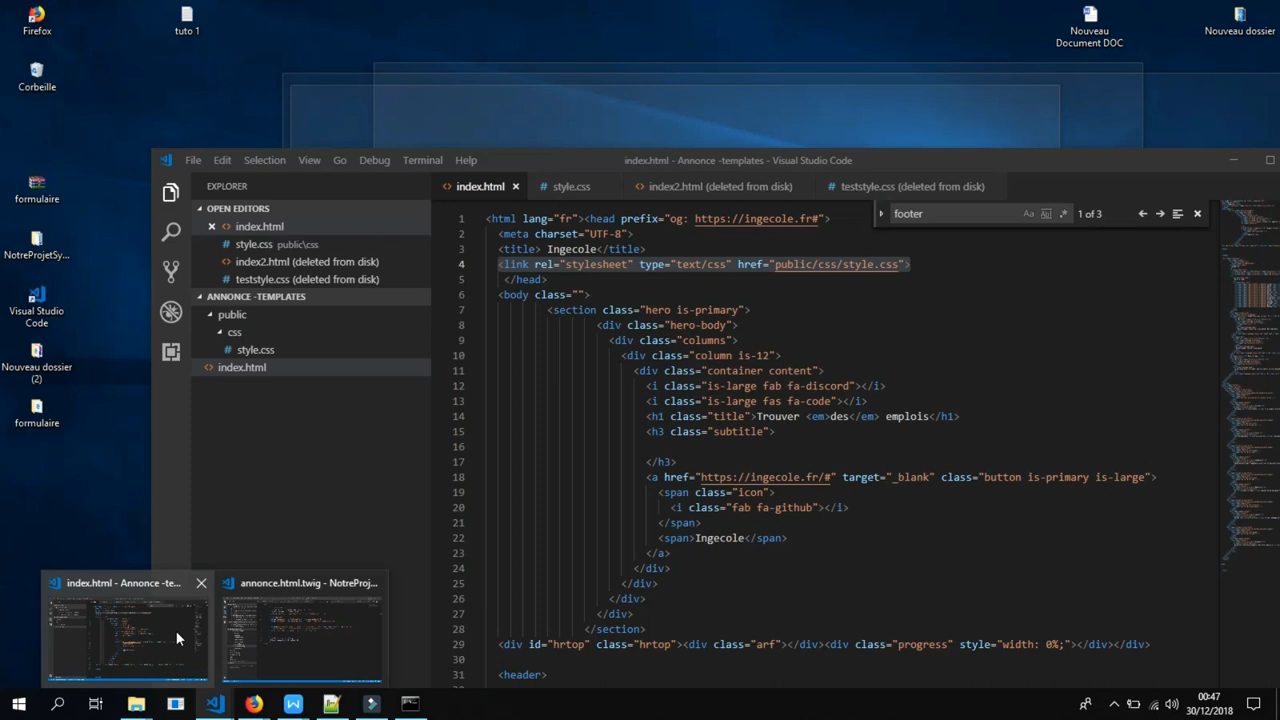 Firefox
tuto 1
Nouveau
Document DOC
Nouveau dossier
Corbeille
formulaire
NotreProjetSy...
Visual Studio
Code
Nouveau dossier
(2)
formulaire
File Edit Selection View Go Debug Terminal Help
index.html - Annonce -templates - Visual Studio Code
EXPLORER
OPEN EDITORS
index.html
style.css public\css
index2.html (deleted from disk)
teststyle.css (deleted from disk)
ANNONCE -TEMPLATES
public
css
style.css
index.html
index.html style.css index2.html (deleted from disk) teststyle.css (deleted from disk)
footer Aa Abl .* 1 of 3
1 <html lang="fr"><head prefix="og: https://ingecole.fr#">
2 <meta charset="UTF-8">
3 <title> Ingecole</title>
4 <link rel="stylesheet" type="text/css" href="public/css/style.css">
5 </head>
6 <body class="">
7 <section class="hero is-primary">
8 <div class="hero-body">
9 <div class="columns">
10 <div class="column is-12">
11 <div class="container content">
12 <i class="is-large fab fa-discord"></i>
13 <i class="is-large fas fa-code"></i>
14 <h1 class="title">Trouver <em>des</em> emplois</h1>
15 <h3 class="subtitle">
16
17 </h3>
18 <a href="https://ingecole.fr/#" target="_blank" class="button is-primary is-large">
19 <span class="icon">
20 <i class="fab fa-github"></i>
21 </span>
22 <span>Ingecole</span>
23 </a>
24 </div>
25 </div>
26 </div>
27 </div>
28 </section>
29 <div id="hrtop" class="hrtop"><div class="arf"></div><div class="progress" style="width: 0%;"></div></div>
30
31 <header>
index.html - Annonce -te...
annonce.html.twig - NotreProj...
00:47
30/12/2018